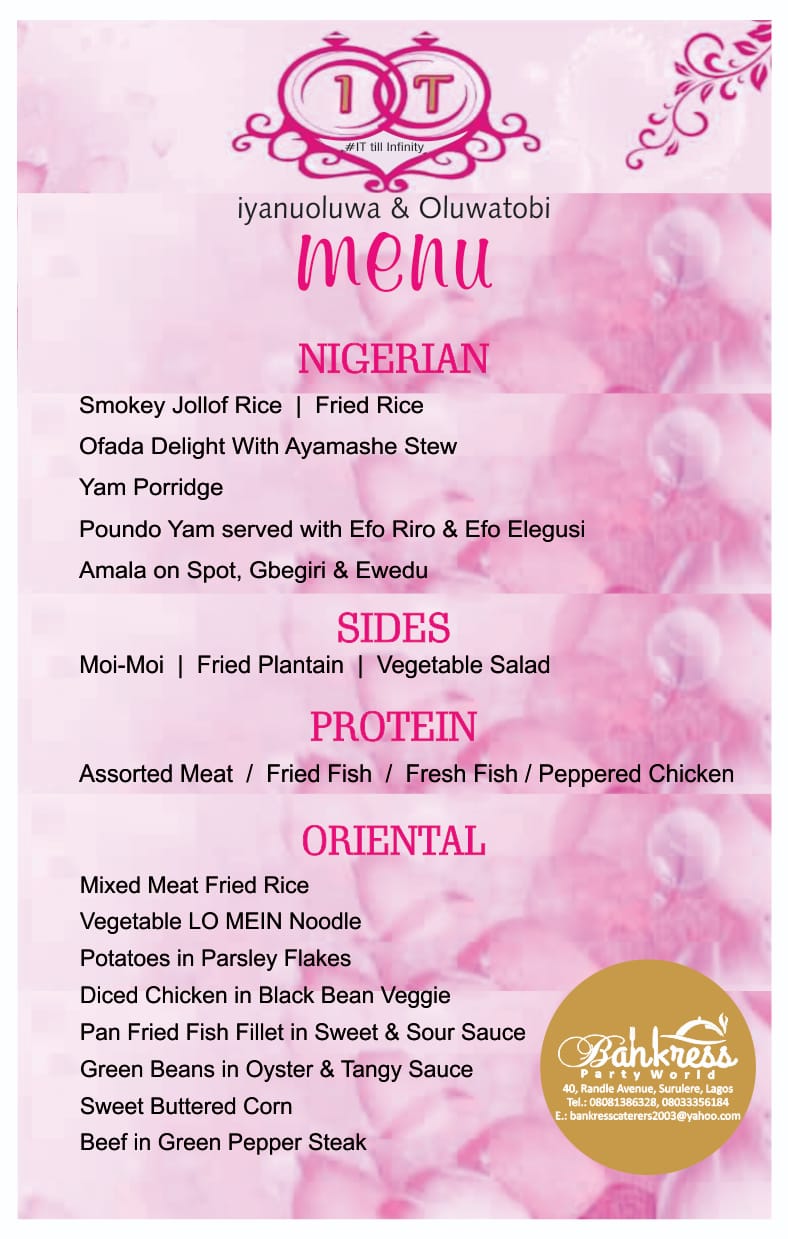 I T
#IT till Infinity
iyanuoluwa & Oluwatobi
menu
NIGERIAN
Smokey Jollof Rice | Fried Rice
Ofada Delight With Ayamashe Stew
Yam Porridge
Poundo Yam served with Efo Riro & Efo Elegusi
Amala on Spot, Gbegiri & Ewedu
SIDES
Moi-Moi | Fried Plantain | Vegetable Salad
PROTEIN
Assorted Meat / Fried Fish / Fresh Fish / Peppered Chicken
ORIENTAL
Mixed Meat Fried Rice
Vegetable LO MEIN Noodle
Potatoes in Parsley Flakes
Diced Chicken in Black Bean Veggie
Pan Fried Fish Fillet in Sweet & Sour Sauce
Green Beans in Oyster & Tangy Sauce
Sweet Buttered Corn
Beef in Green Pepper Steak
Bahkress
Party World
40, Randle Avenue, Surulere, Lagos
Tel.: 08081386328, 08033356184
E.: bankresscaterers2003@yahoo.com